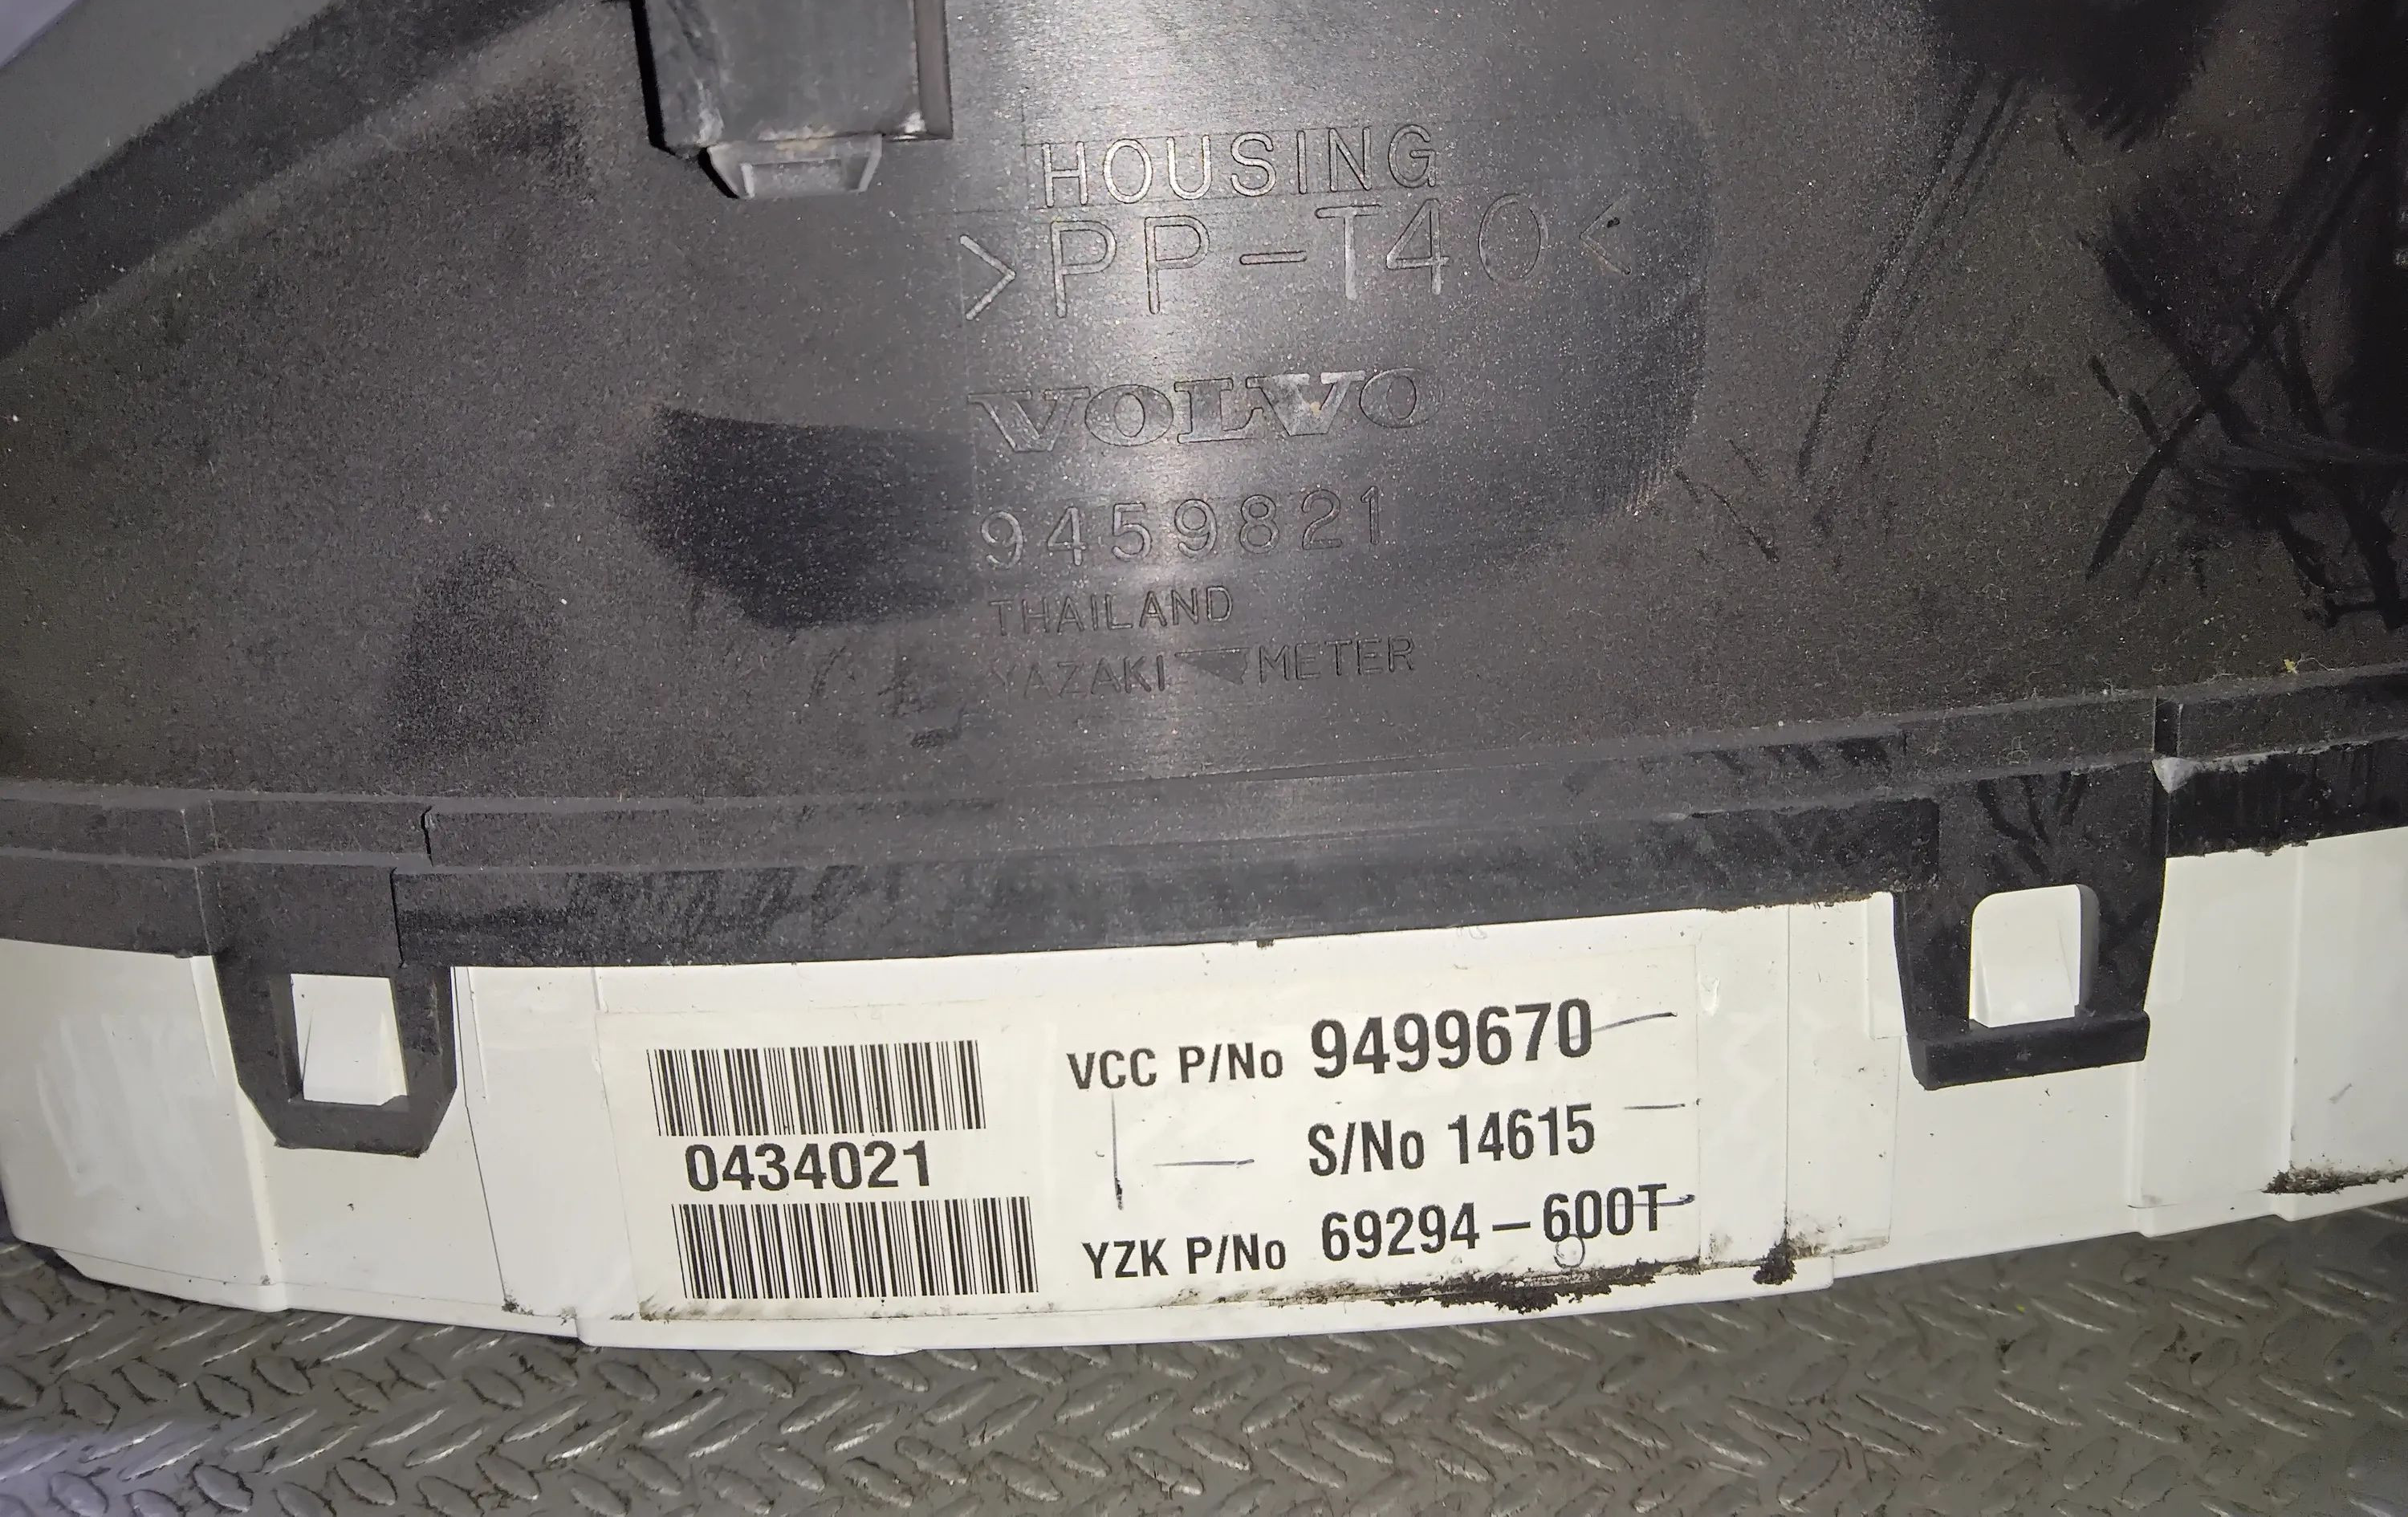 HOUSING
>PP-T40<
VOLVO
9459821
THAILAND
YAZAKI METER
VCC P/No 9499670
0434021
S/No 14615
YZK P/No 69294-600T